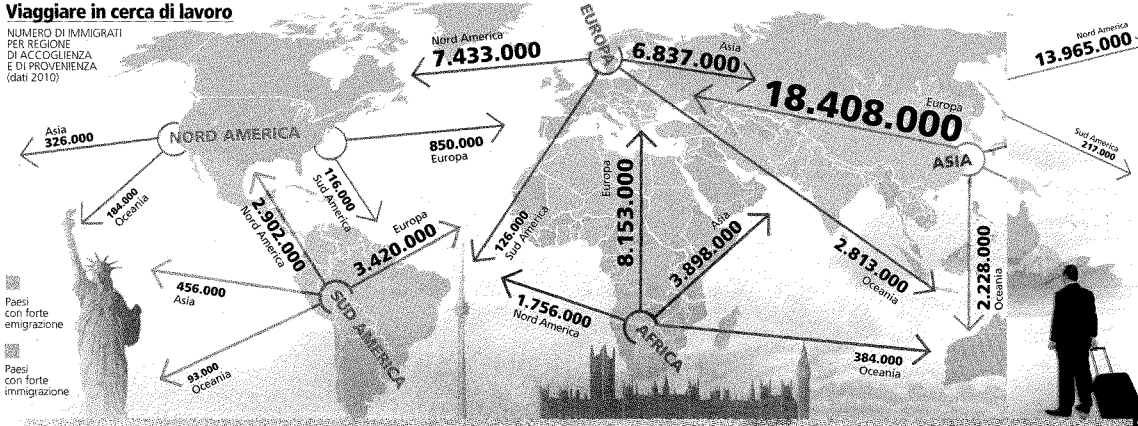 Viaggiare in cerca di lavoro
NUMERO DI IMMIGRATI
PER REGIONE
DI ACCOGLIENZA
E DI PROVENIENZA
(dati 2010)
Asia
326.000
NORD AMERICA
184.000
Oceania
850.000
Europa
116.000
Sud America
2.902.000
Nord America
Europa
3.420.000
456.000
Asia
93.000
Oceania
SUD AMERICA
Nord America
7.433.000
EUROPA
Asia
6.837.000
126.000
Sud America
2.813.000
Oceania
Europa
8.153.000
Asia
3.898.000
1.756.000
Nord America
AFRICA
384.000
Oceania
Europa
18.408.000
ASIA
2.228.000
Oceania
Nord America
13.965.000
Sud America
217.000
Paesi
con forte
emigrazione
Paesi
con forte
immigrazione